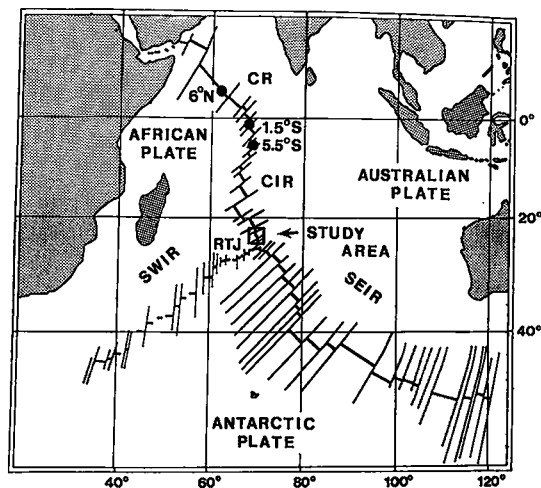 CR
6°N
1.5°S
0°
AFRICAN
PLATE
5.5°S
CIR
AUSTRALIAN
PLATE
20°
STUDY
AREA
RTJ
SWIR
SEIR
40°
ANTARCTIC
PLATE
40° 60° 80° 100° 120°